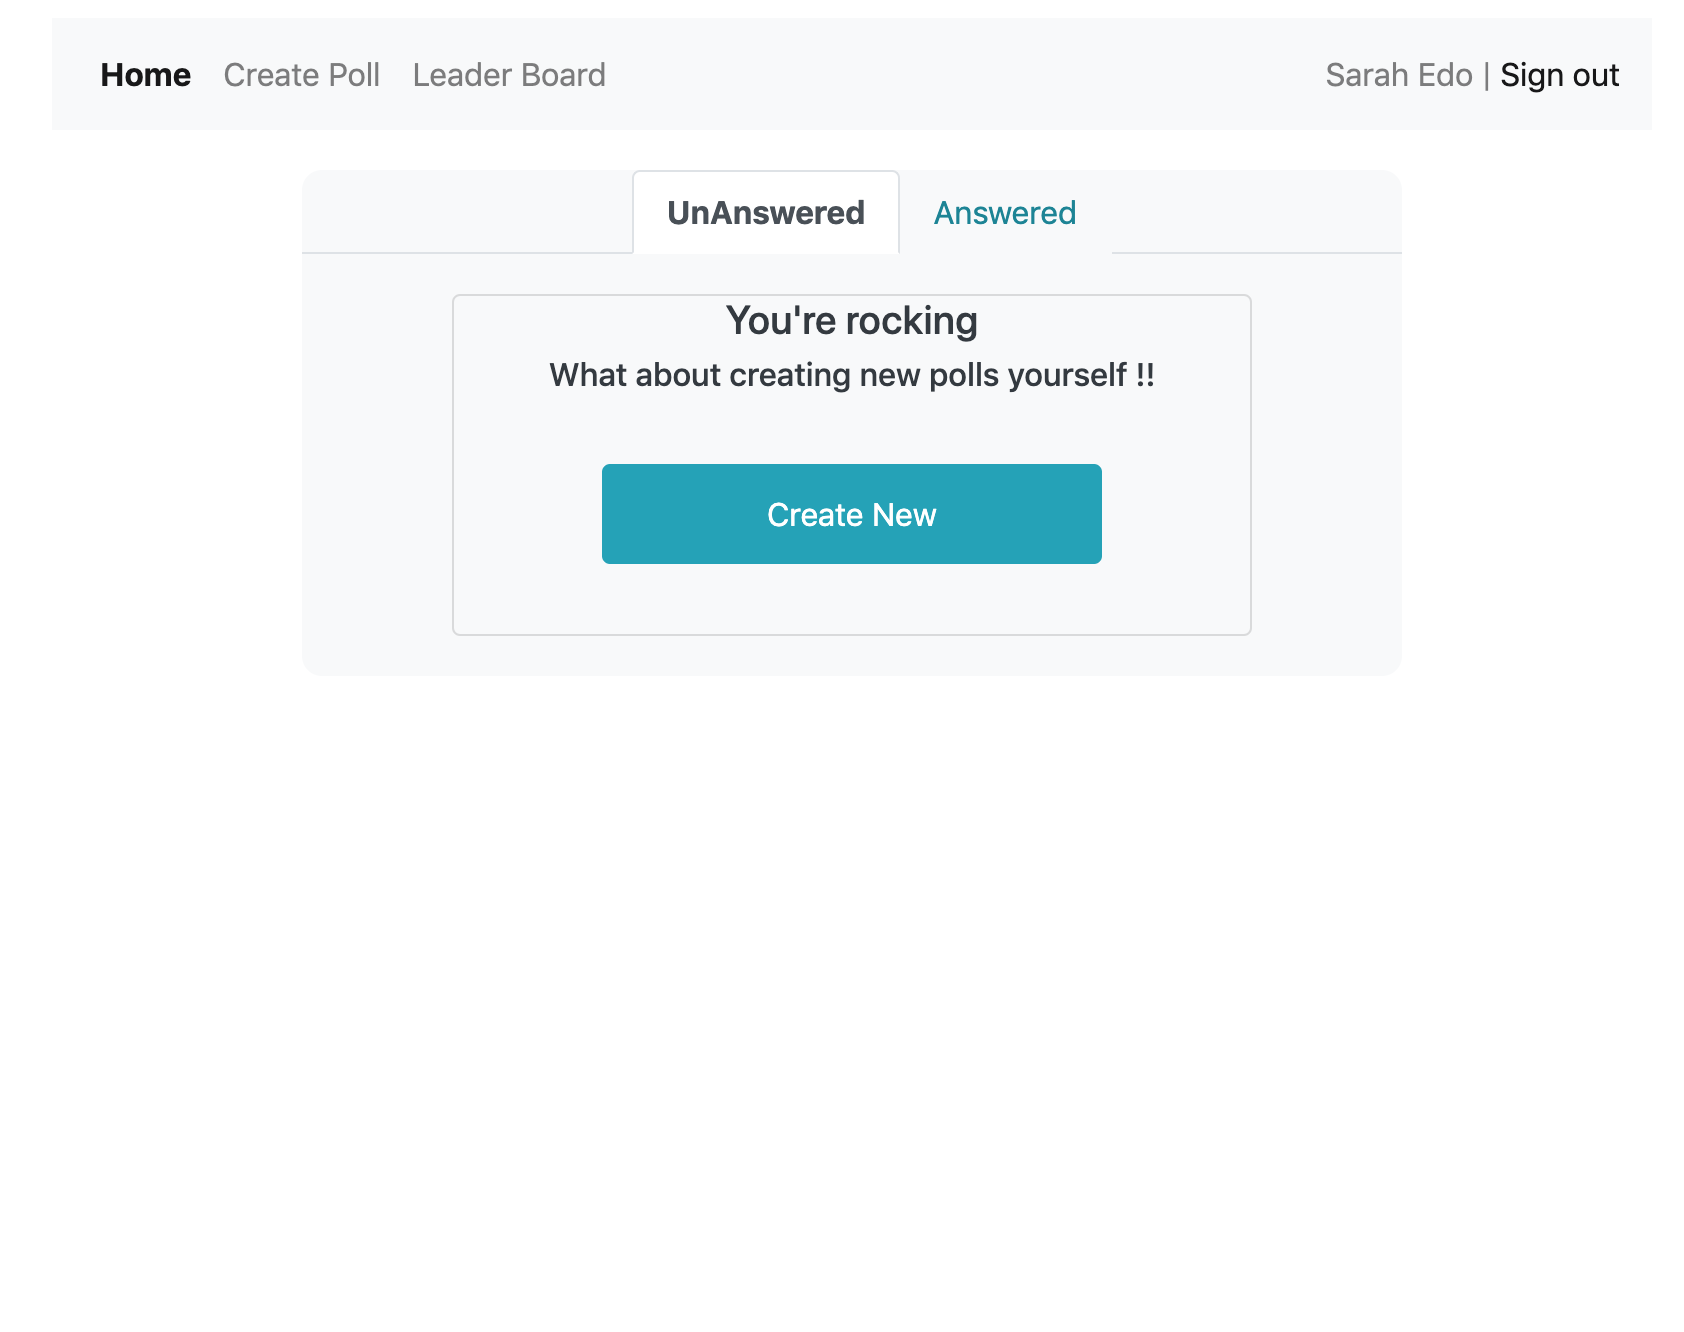 Home Create Poll Leader Board Sarah Edo | Sign out
UnAnswered Answered
You're rocking
What about creating new polls yourself !!
Create New